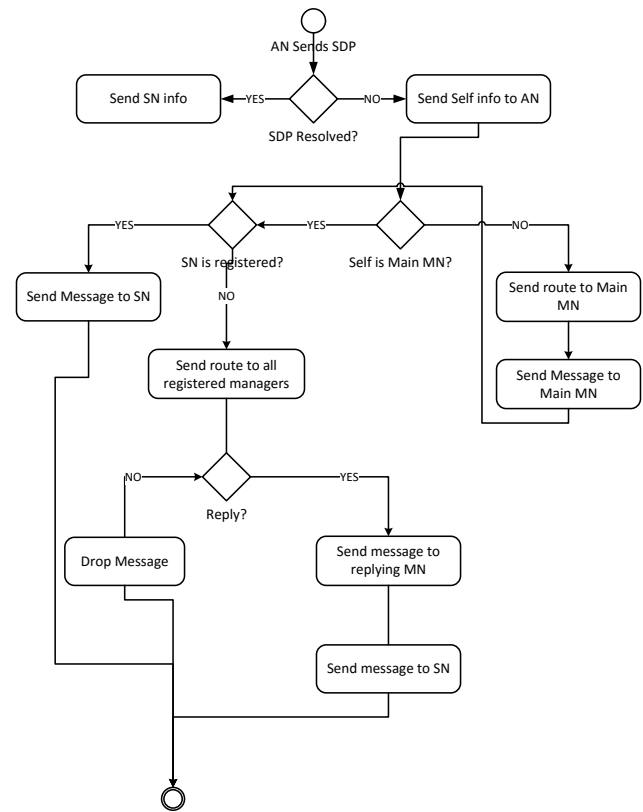 AN Sends SDP
Send SN info
YES
NO
Send Self info to AN
SDP Resolved?
YES
YES
NO
SN is registered?
Self is Main MN?
Send Message to SN
NO
Send route to Main
MN
Send route to all
registered managers
Send Message to
Main MN
NO
YES
Reply?
Drop Message
Send message to
replying MN
Send message to SN